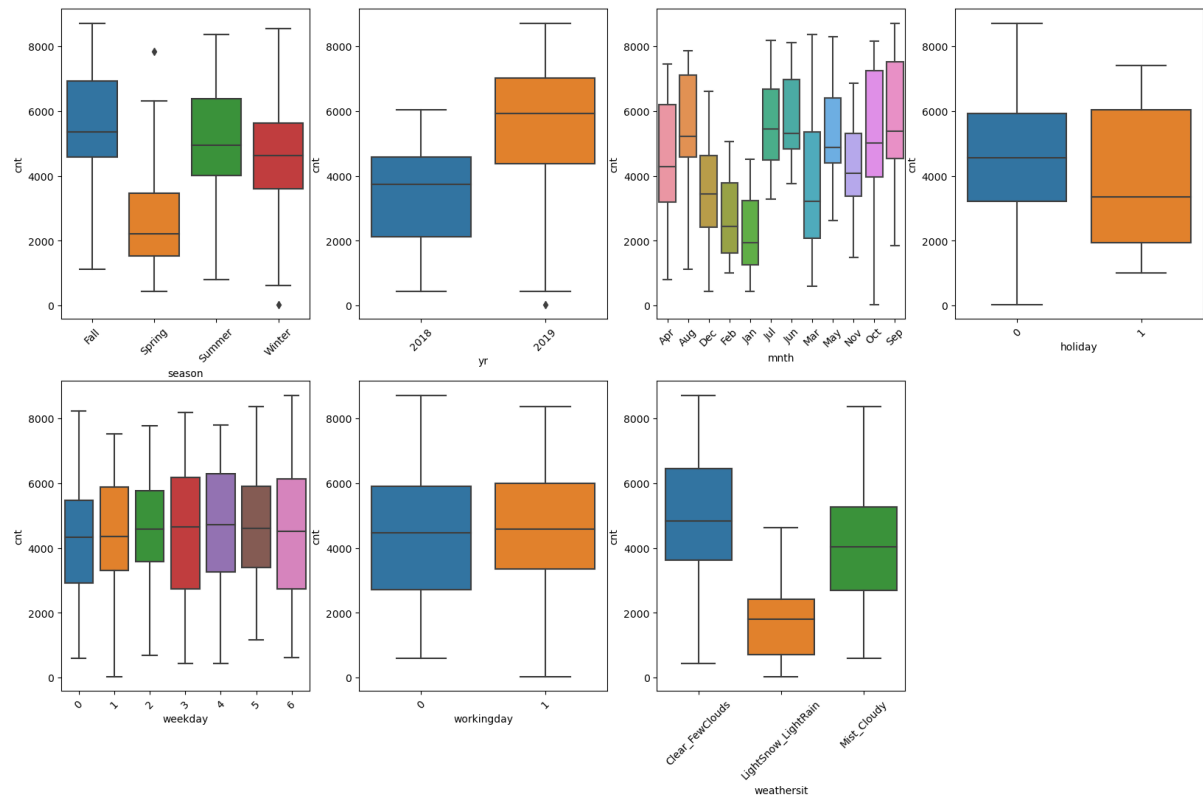 cnt
8000
6000
4000
2000
0
Fall
Spring
Summer
Winter
season
cnt
8000
6000
4000
2000
0
2018
2019
yr
cnt
8000
6000
4000
2000
0
Apr
Aug
Dec
Feb
Jan
Jul
Jun
Mar
May
Nov
Oct
Sep
mnth
cnt
8000
6000
4000
2000
0
0
1
holiday
cnt
8000
6000
4000
2000
0
0
1
2
3
4
5
6
weekday
cnt
8000
6000
4000
2000
0
0
1
workingday
cnt
8000
6000
4000
2000
0
Clear_FewClouds
LightSnow_LightRain
Mist_Cloudy
weathersit